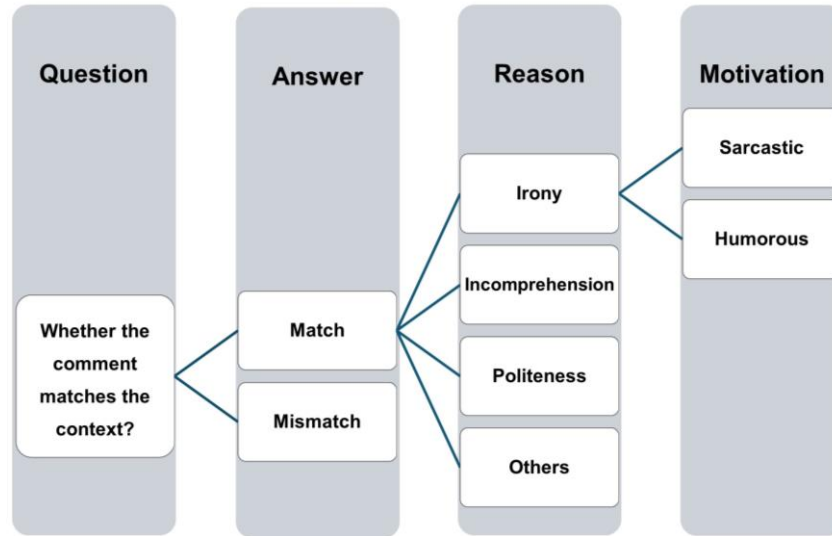 Question
Answer
Reason
Motivation
Whether the
comment
matches the
context?
Match
Mismatch
Irony
Incomprehension
Politeness
Others
Sarcastic
Humorous